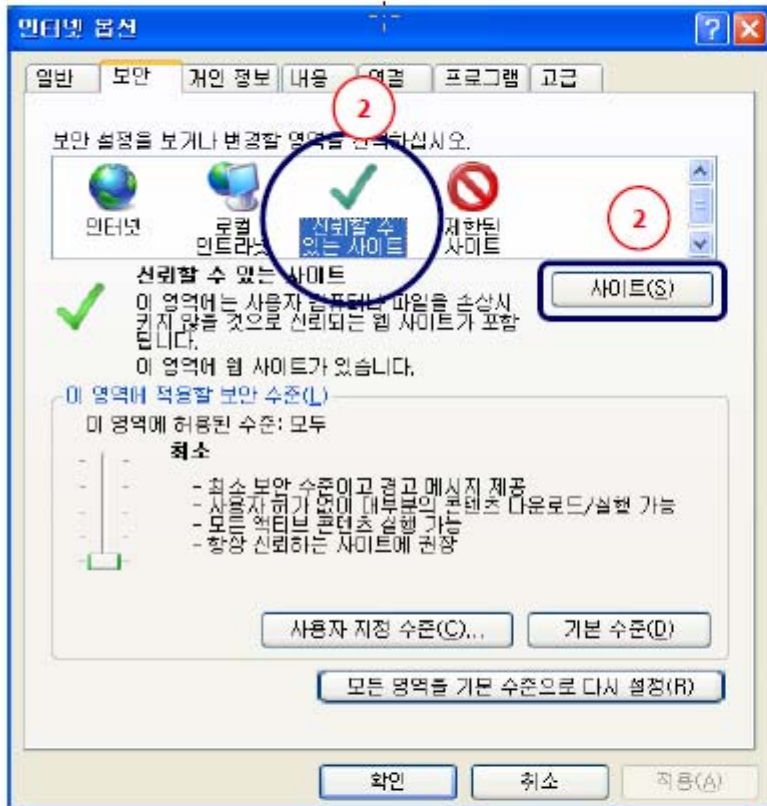 인터넷 옵션
일반 보안 개인 정보 내용 연결 프로그램 고급
2
보안 설정을 보거나 변경할 영역을 선택하십시오.
인터넷 로컬 인트라넷 신뢰할 수 있는 사이트 제한된 사이트
2
신뢰할 수 있는 사이트
사이트(S)
이 영역에는 사용자 컴퓨터나 파일을 손상시
키지 않을 것으로 신뢰되는 웹 사이트가 포함
됩니다.
이 영역에 웹 사이트가 있습니다.
이 영역에 적용할 보안 수준(L)
이 영역에 허용된 수준: 모두
최소
- 최소 보안 수준이고 경고 메시지 제공
- 사용자 허가 없이 대부분의 콘텐츠 다운로드/실행 가능
- 모든 액티브 콘텐츠 실행 가능
- 항상 신뢰하는 사이트에 권장
사용자 지정 수준(C)... 기본 수준(D)
모든 영역을 기본 수준으로 다시 설정(R)
확인 취소 적용(A)